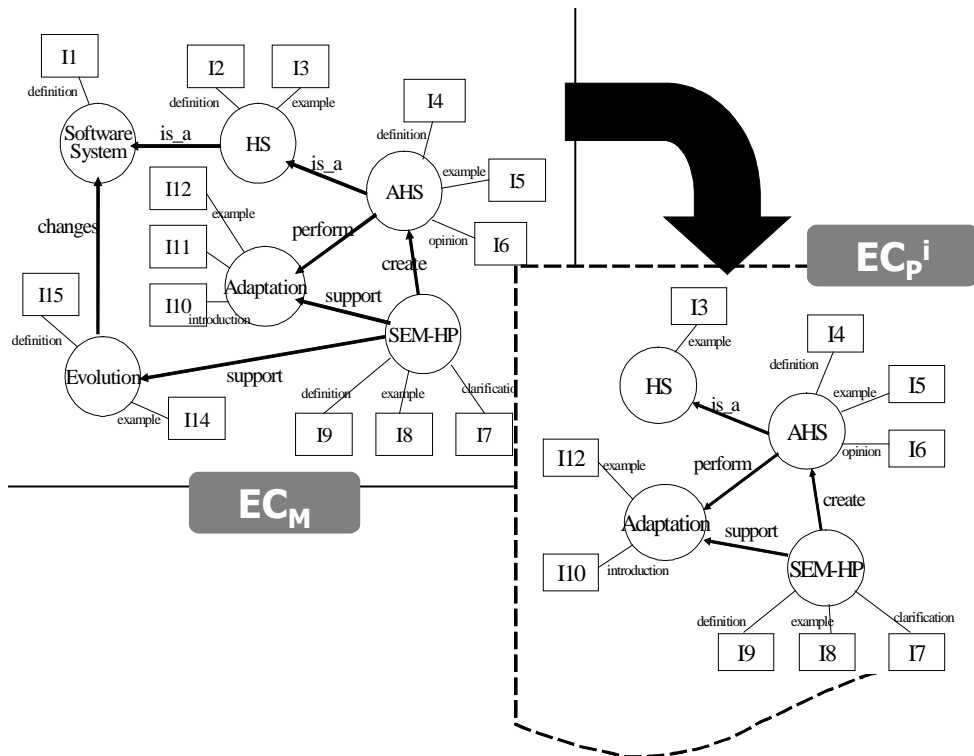 I1
I2
I3
definition
definition
example
I4
definition
Software
System
is_a
HS
is_a
example
I5
I12
example
AHS
changes
perform
opinion
I6
I11
create
I15
Adaptation
support
I10
introduction
SEM-HP
definition
Evolution
support
definition
example
clarificatio
example
I14
I9
I8
I7
EC_M
EC_P^i
I3
example
I4
definition
HS
example
I5
is_a
AHS
I12
perform
opinion
I6
example
create
Adaptation
support
I10
introduction
SEM-HP
definition
example
clarification
I9
I8
I7